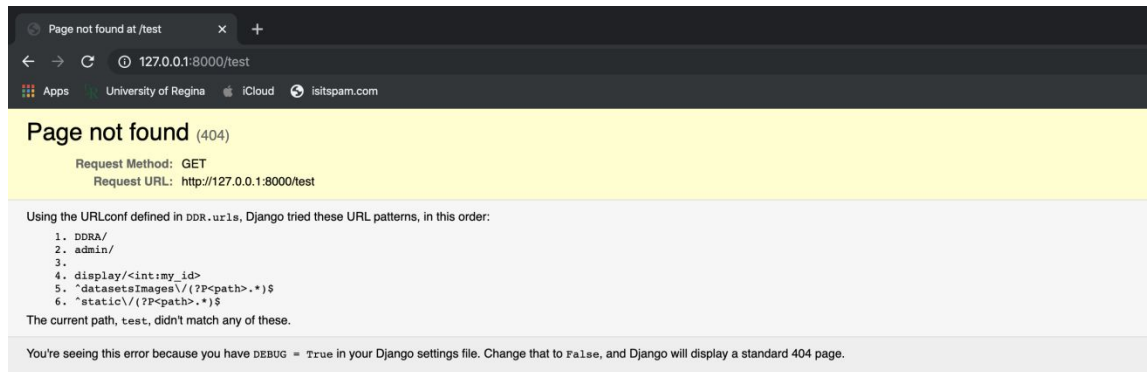 Page not found at /test
127.0.0.1:8000/test
Apps University of Regina iCloud isitspam.com
Page not found (404)
Request Method: GET
Request URL: http://127.0.0.1:8000/test
Using the URLconf defined in DDR.urls, Django tried these URL patterns, in this order:
1. DDRA/
2. admin/
3.
4. display/<int:my_id>
5. ^datasetsImages\/(?P<path>.*)$
6. ^static\/(?P<path>.*)$
The current path, test, didn't match any of these.
You're seeing this error because you have DEBUG = True in your Django settings file. Change that to False, and Django will display a standard 404 page.